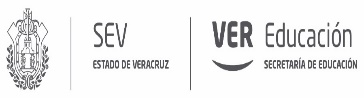 SEV
ESTADO DE VERACRUZ
VER Educación
SECRETARÍA DE EDUCACIÓN